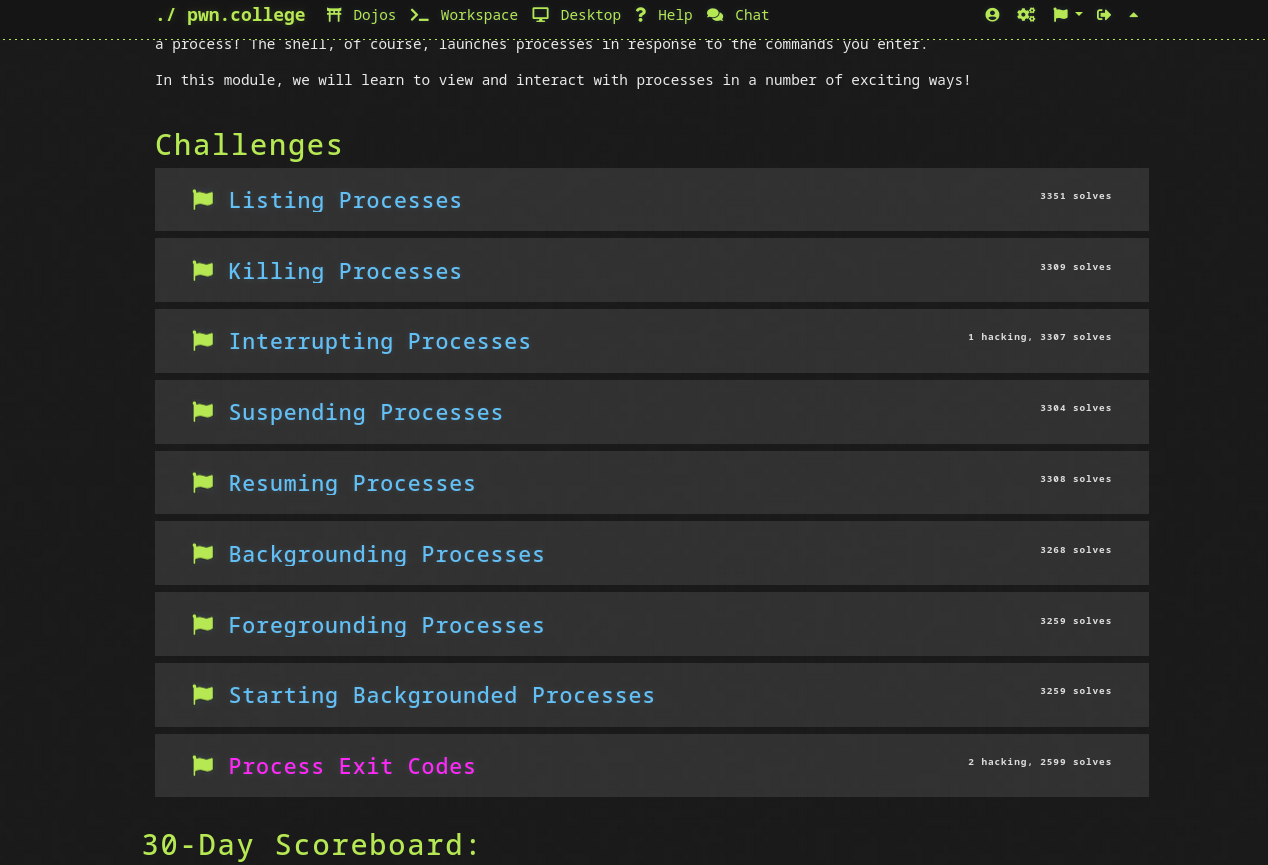 ./ pwn.college Dojos Workspace Desktop Help Chat
a process! The shell, of course, launches processes in response to the commands you enter.
In this module, we will learn to view and interact with processes in a number of exciting ways!
Challenges
Listing Processes 3351 solves
Killing Processes 3309 solves
Interrupting Processes 1 hacking, 3307 solves
Suspending Processes 3304 solves
Resuming Processes 3308 solves
Backgrounding Processes 3268 solves
Foregrounding Processes 3259 solves
Starting Backgrounded Processes 3259 solves
Process Exit Codes 2 hacking, 2599 solves
30-Day Scoreboard: